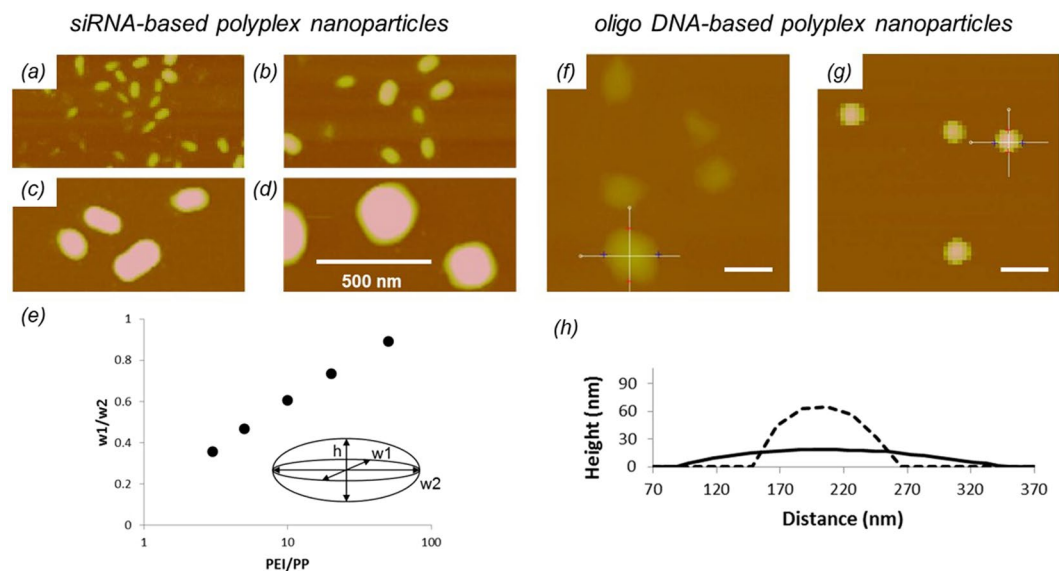 siRNA-based polyplex nanoparticles
oligo DNA-based polyplex nanoparticles
(a)
(b)
(c)
(d)
500 nm
(f)
(g)
(e)
1
0.8
0.6
0.4
0.2
0
w1/w2
h
w1
w2
1
10
100
PEI/PP
(h)
90
60
30
0
Height (nm)
70
120
170
220
270
320
370
Distance (nm)